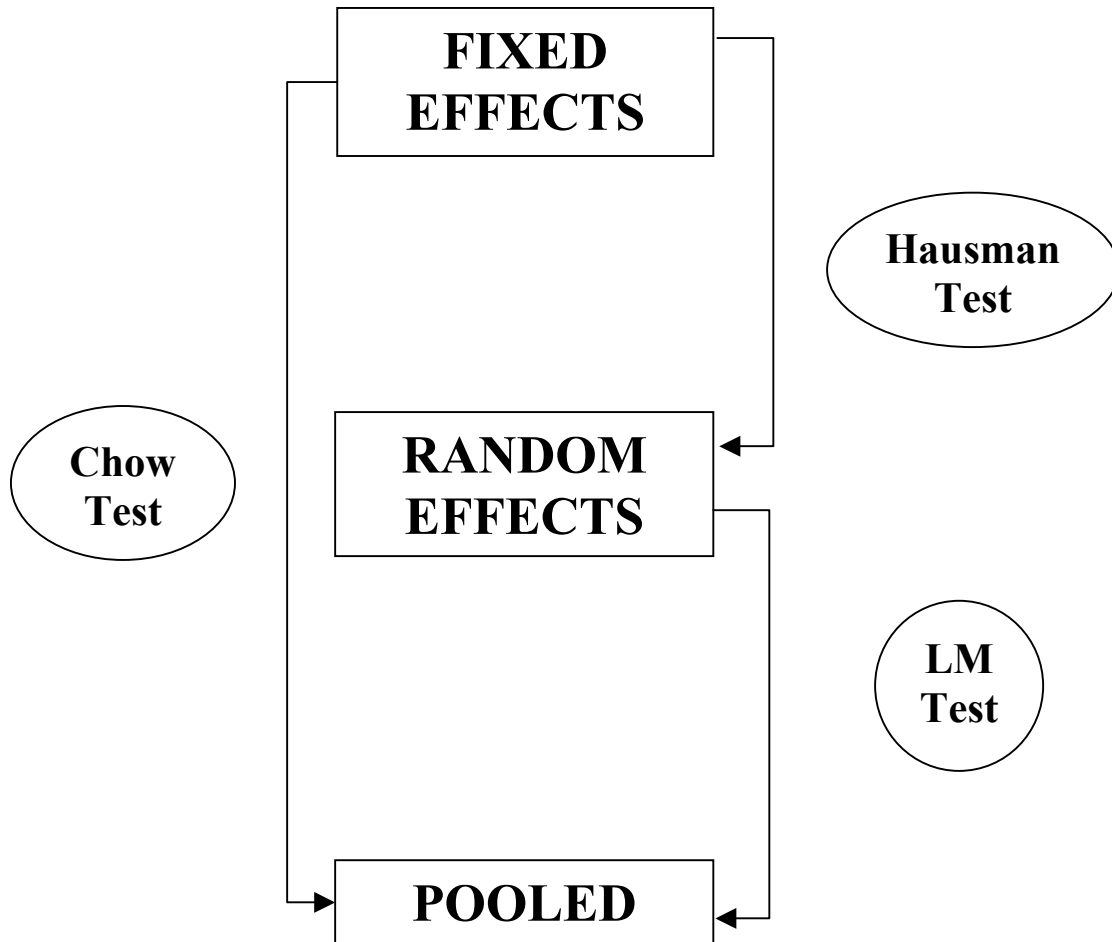 FIXED
EFFECTS
Hausman
Test
Chow
Test
RANDOM
EFFECTS
LM
Test
POOLED